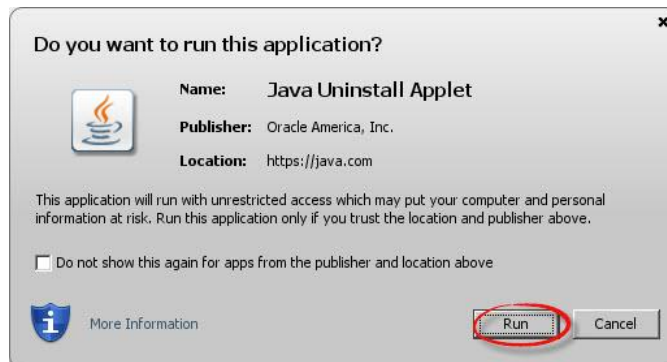 Do you want to run this application?
Name: Java Uninstall Applet
Publisher: Oracle America, Inc.
Location: https://java.com
This application will run with unrestricted access which may put your computer and personal
information at risk. Run this application only if you trust the location and publisher above.
Do not show this again for apps from the publisher and location above
More Information Run Cancel